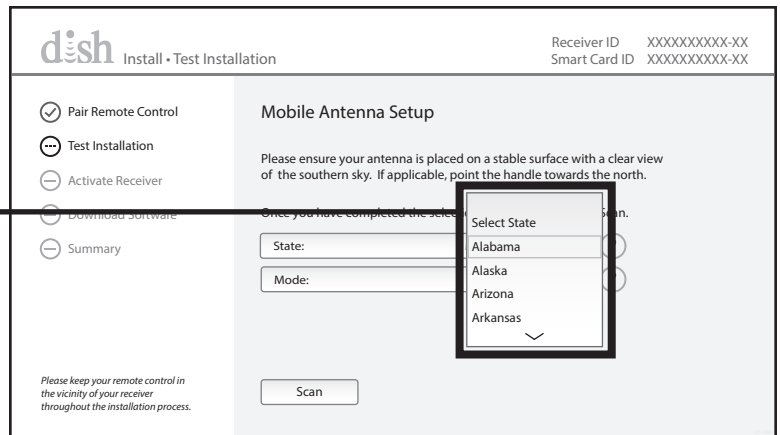 dish Install • Test Installation
Receiver ID XXXXXXXXXX-XX
Smart Card ID XXXXXXXXXX-XX
Pair Remote Control
Test Installation
Activate Receiver
Download Software
Summary
Please keep your remote control in
the vicinity of your receiver
throughout the installation process.
Mobile Antenna Setup
Please ensure your antenna is placed on a stable surface with a clear view
of the southern sky. If applicable, point the handle towards the north.
Once you have completed the Scan.
State:
Mode:
Select State
Alabama
Alaska
Arizona
Arkansas
Scan